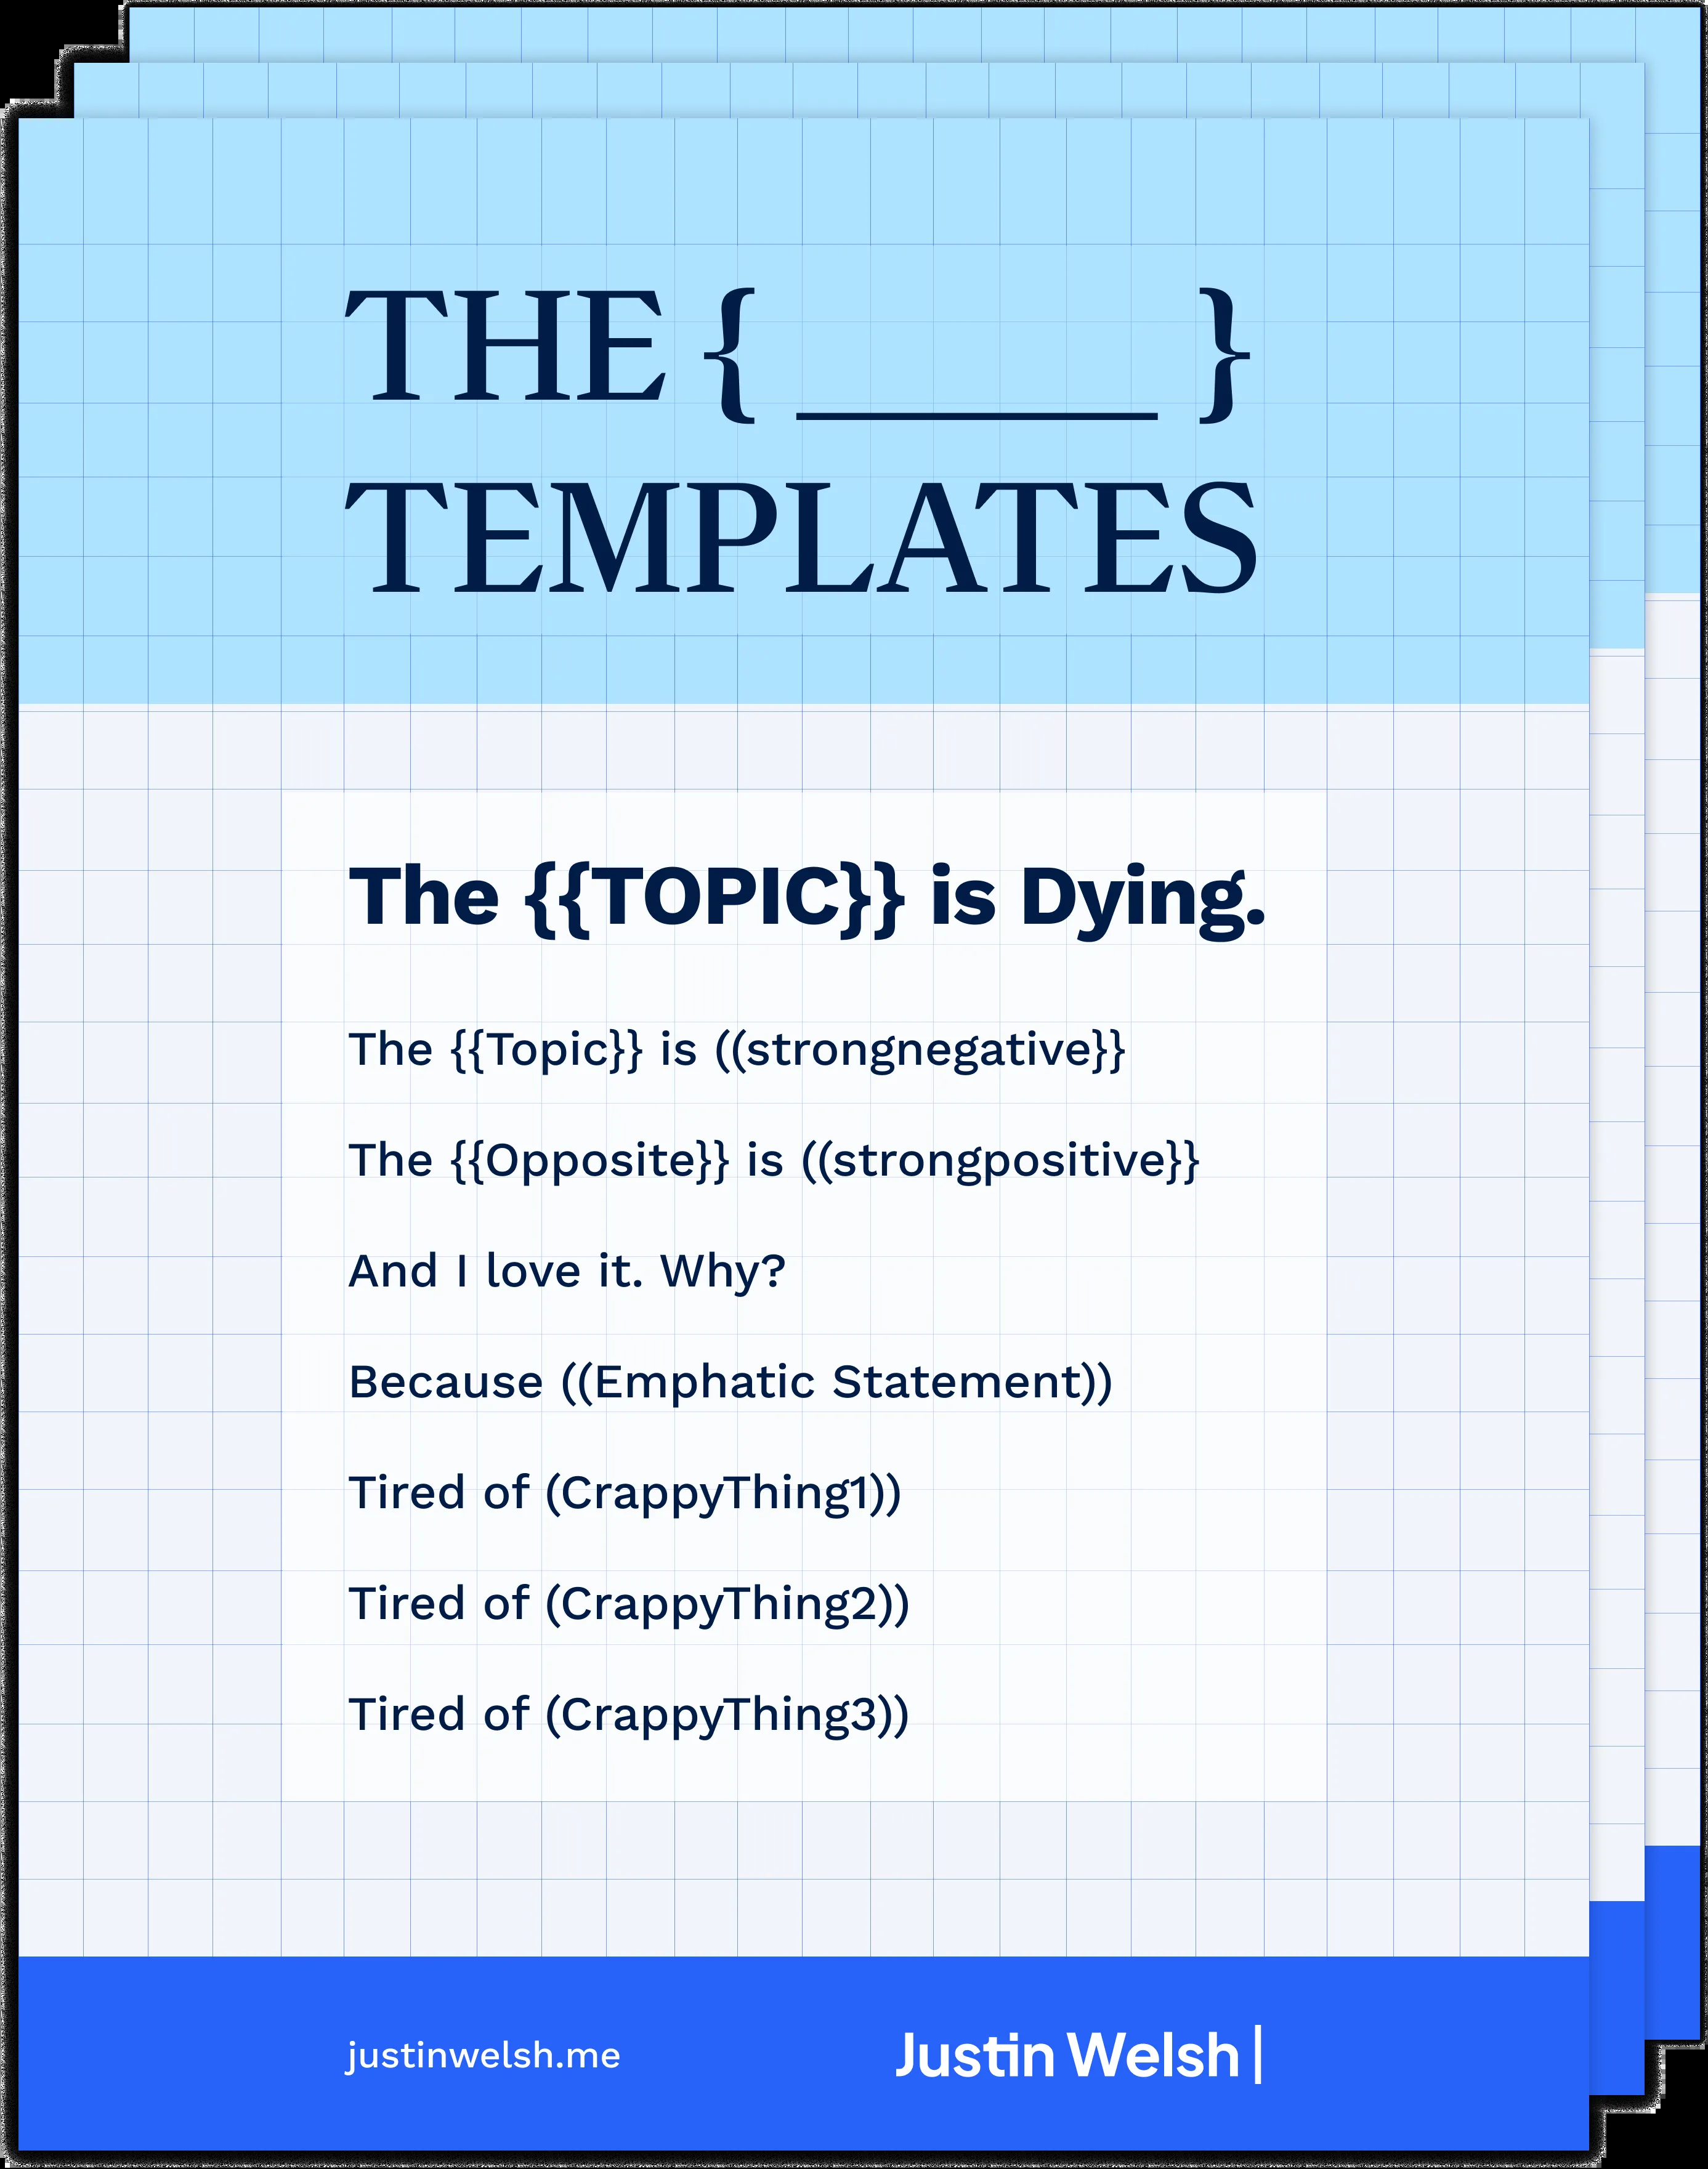 THE { ______ }
TEMPLATES
The {{TOPIC}} is Dying.
The {{Topic}} is ((strongnegative}}
The {{Opposite}} is ((strongpositive}}
And I love it. Why?
Because ((Emphatic Statement))
Tired of (CrappyThing1))
Tired of (CrappyThing2))
Tired of (CrappyThing3))
justinwelsh.me
Justin Welsh|